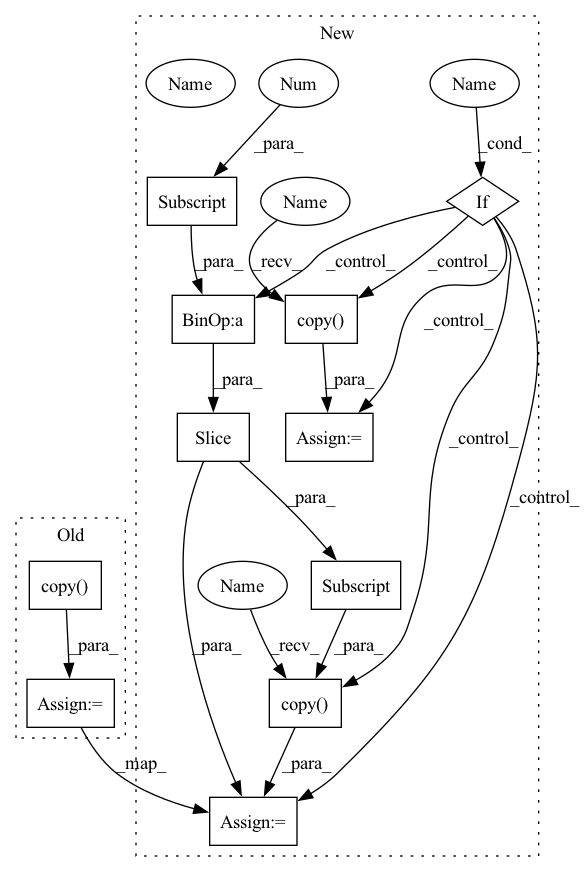 New
Name
Num
Name
_para_
_cond_
Subscript
Name
If
_para_
_recv_
_control_
_control_
BinOp:a
copy()
_control_
_para_
_para_
Slice
Assign:=
_control_
_para_
_control_
Old
copy()
Name
Subscript
_para_
_para_
_recv_
_para_
Assign:=
copy()
_map_
_para_
Assign:=